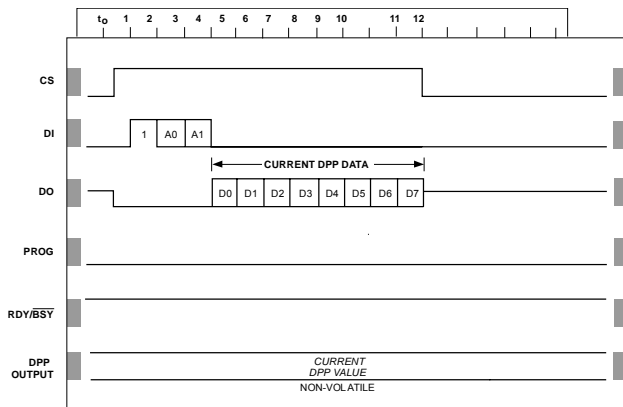 to 1 2 3 4 5 6 7 8 9 10 11 12
CS
DI 1 A0 A1
CURRENT DPP DATA
DO D0 D1 D2 D3 D4 D5 D6 D7
PROG
RDY/BSY
DPP
OUTPUT
CURRENT
DPP VALUE
NON-VOLATILE